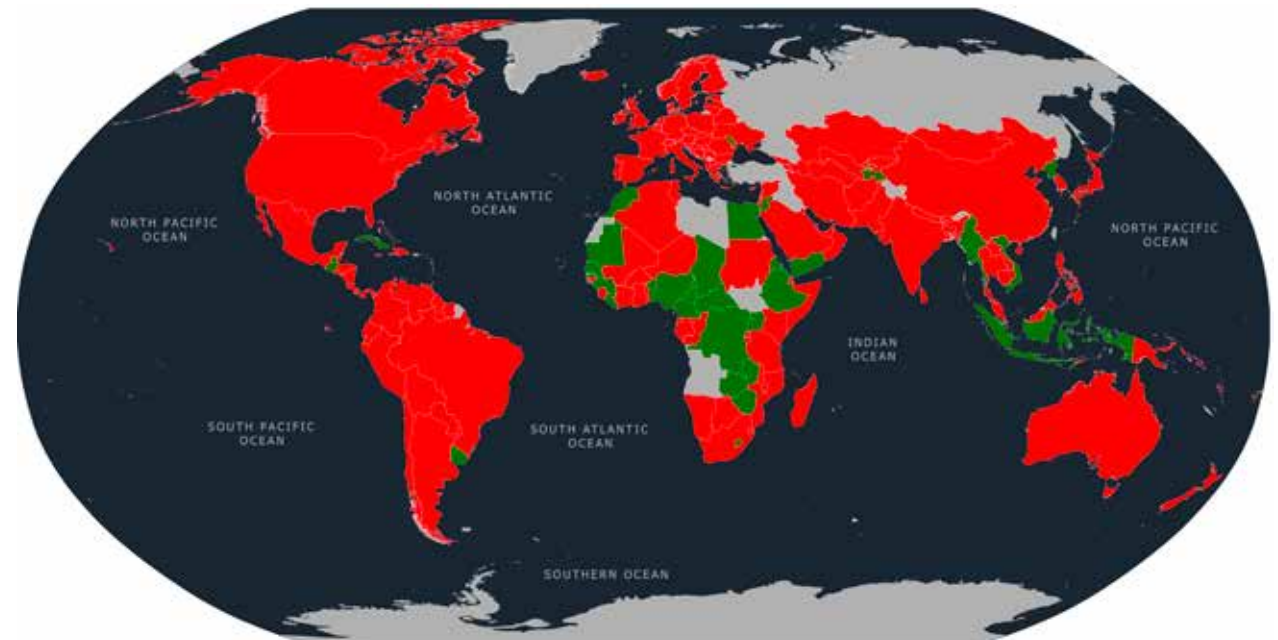 NORTH ATLANTIC
OCEAN
NORTH PACIFIC
OCEAN
NORTH PACIFIC
OCEAN
INDIAN
OCEAN
SOUTH PACIFIC
OCEAN
SOUTH ATLANTIC
OCEAN
SOUTHERN OCEAN